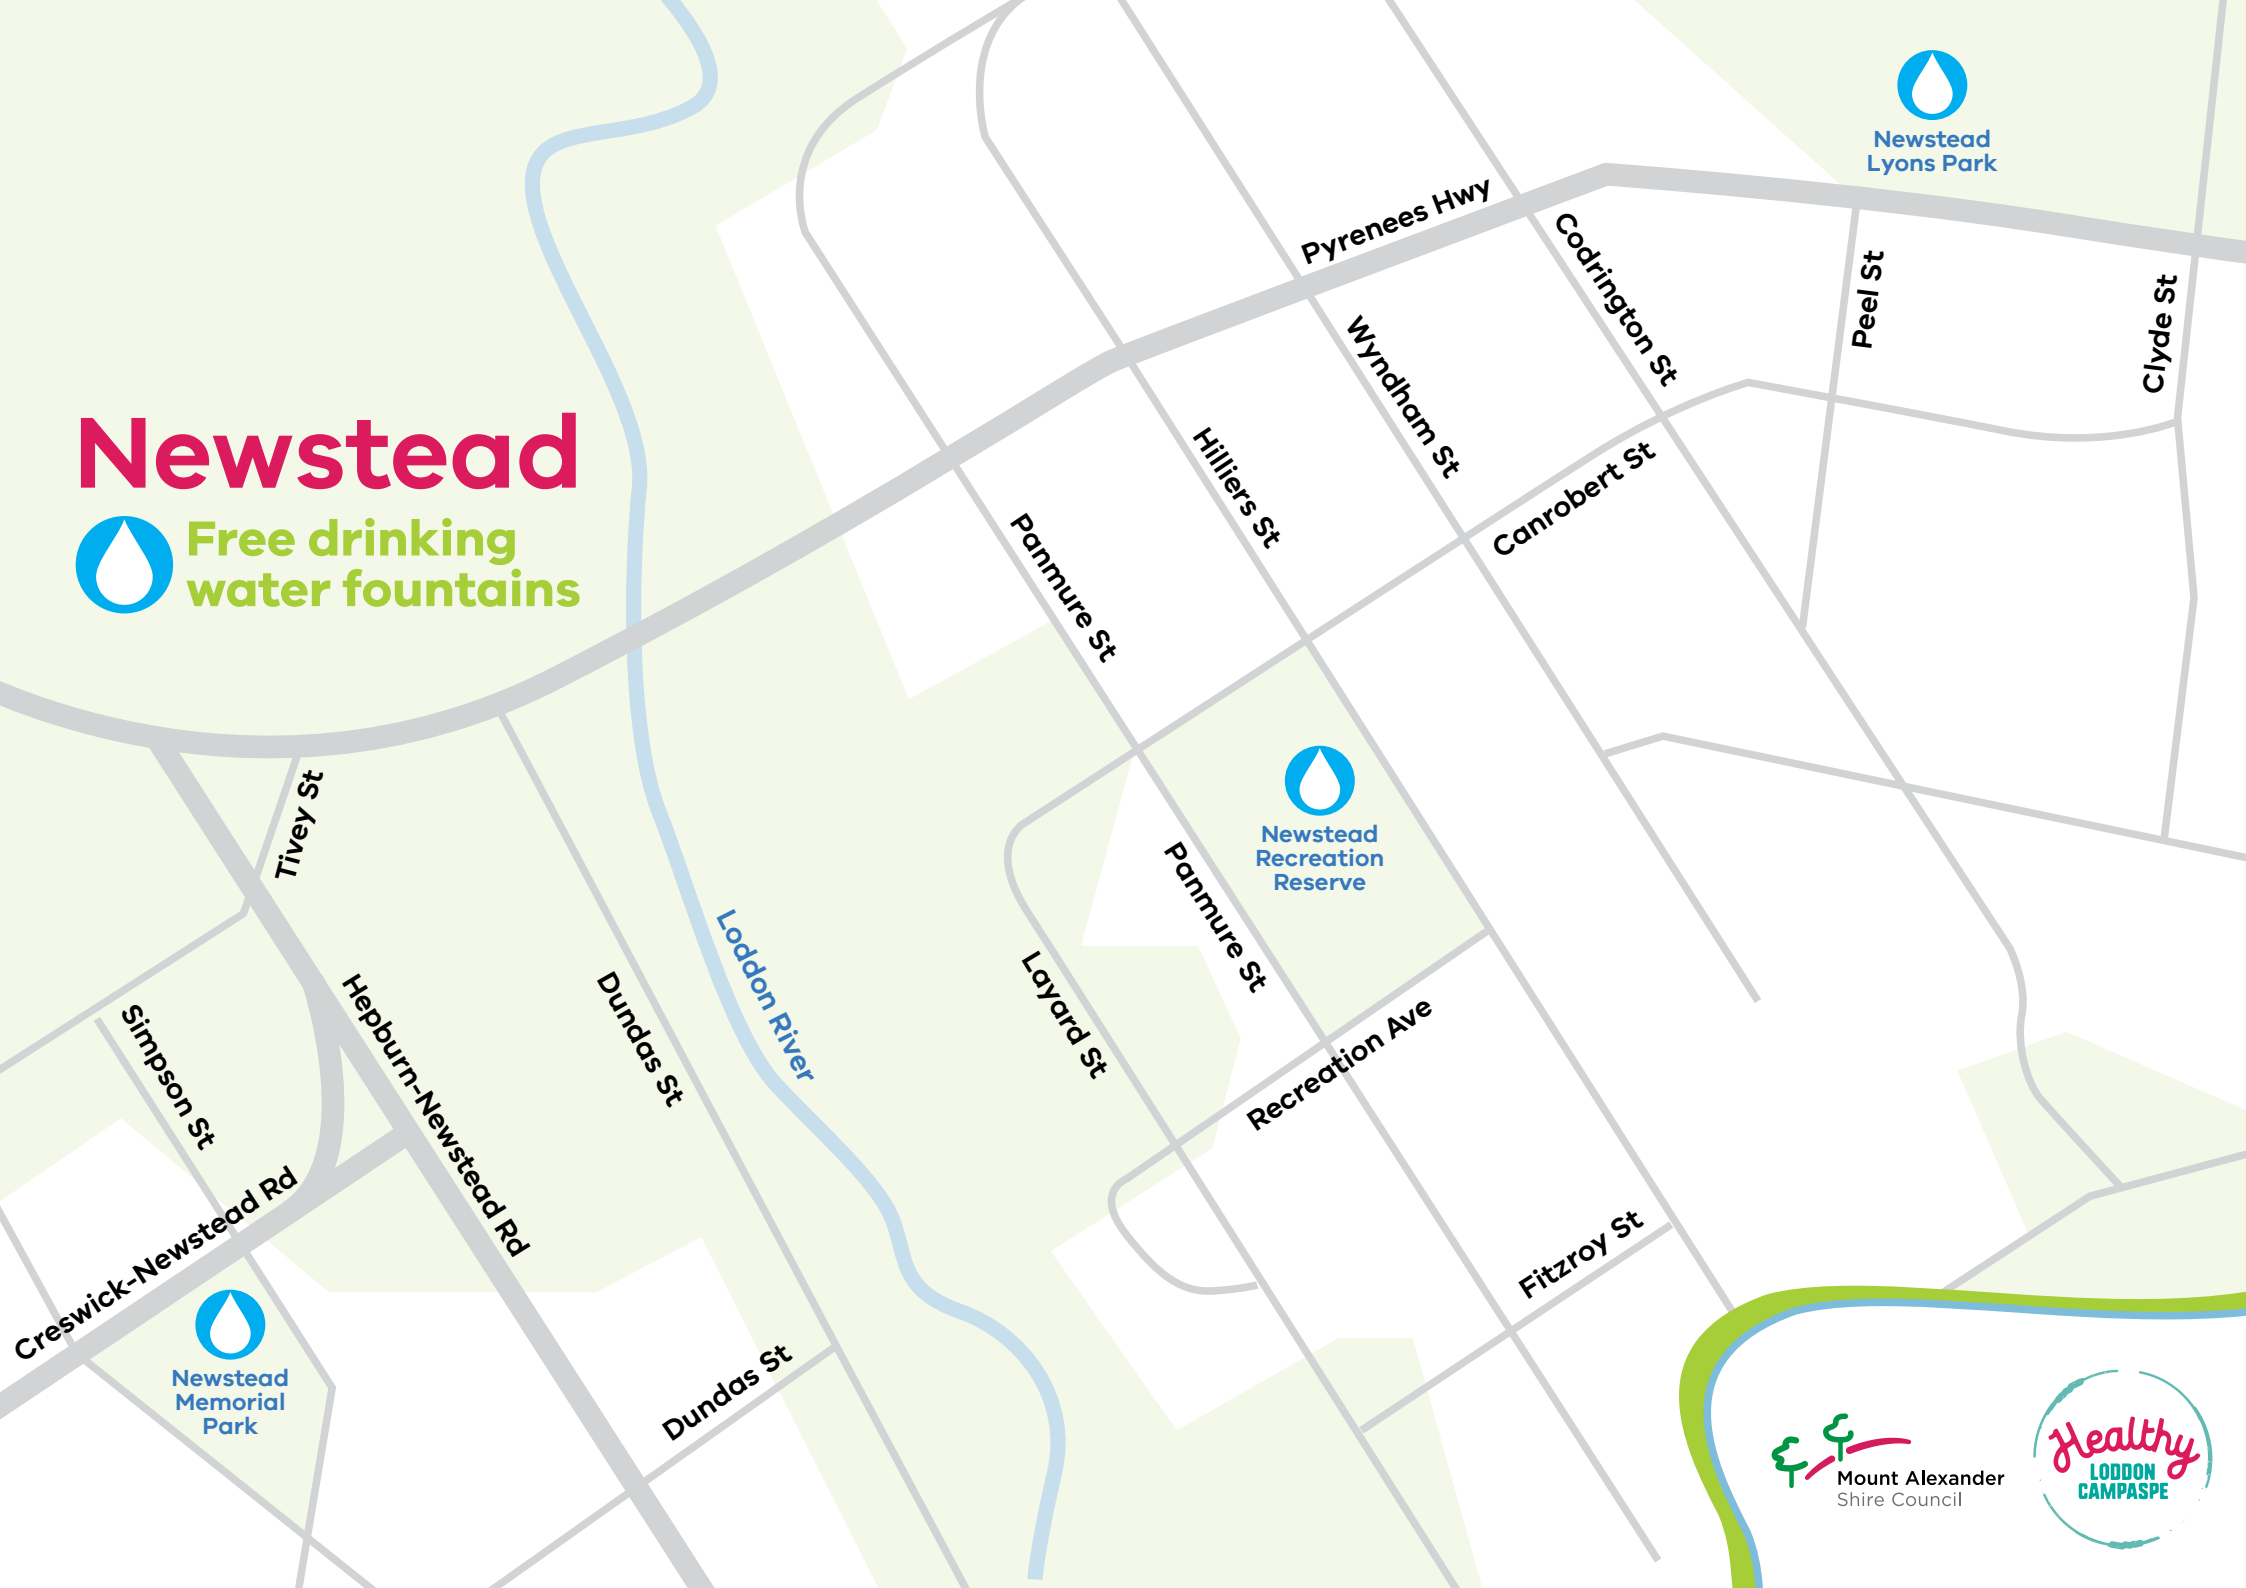 Newstead
Free drinking
water fountains
Newstead
Lyons Park
Pyrenees Hwy
Codrington St
Peel St
Clyde St
Wyndham St
Hilliers St
Canrobert St
Panmure St
Newstead
Recreation
Reserve
Tivey St
Panmure St
Loddon River
Layard St
Dundas St
Hepburn-Newstead Rd
Simpson St
Recreation Ave
Creswick-Newstead Rd
Fitzroy St
Newstead
Memorial
Park
Dundas St
Mount Alexander
Shire Council
Healthy
LODDON
CAMPASPE